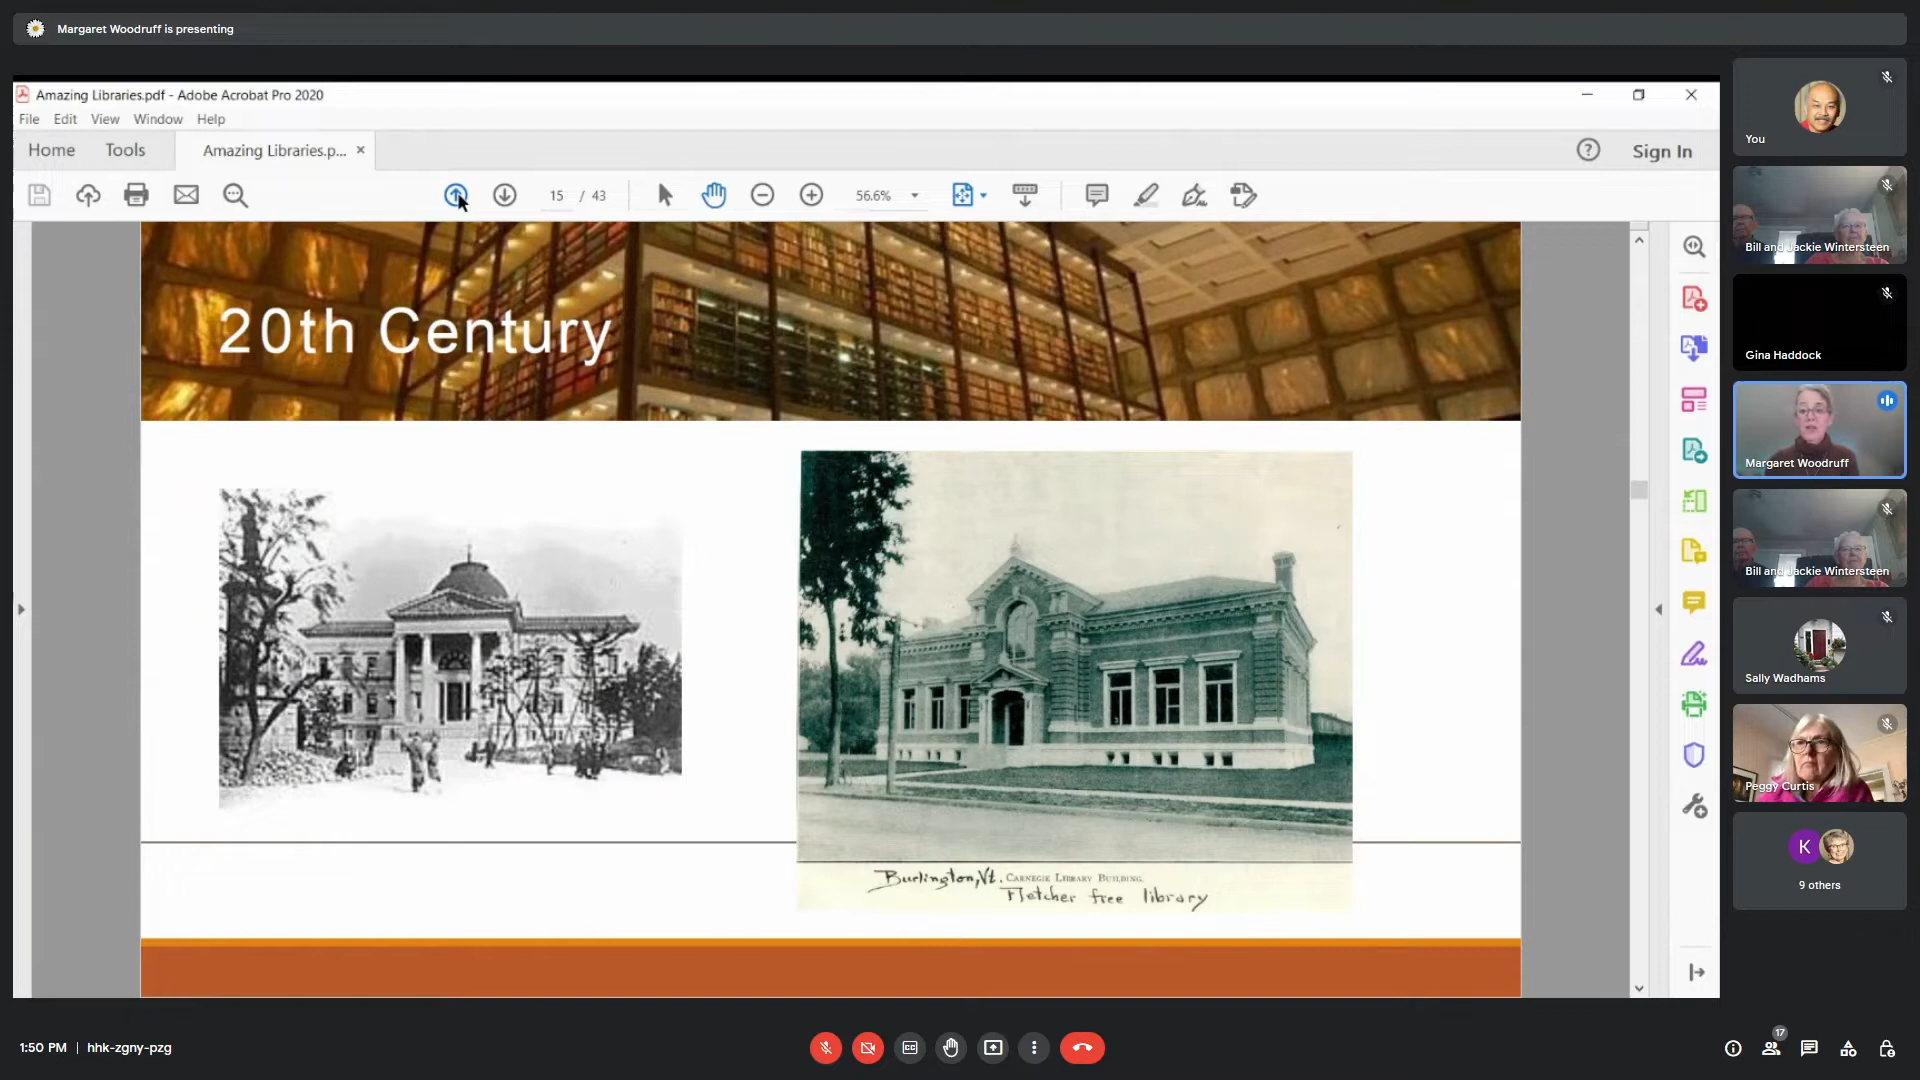 Margaret Woodruff is presenting
Amazing Libraries.pdf - Adobe Acrobat Pro 2020
File Edit View Window Help
Home Tools Amazing Libraries.p... ×
? Sign In
15 / 43 56.6%
20th Century
Burlington, Vt. CARNEGIE LIBRARY BUILDING.
Fletcher free library
You
Bill and Jackie Wintersteen
Gina Haddock
Margaret Woodruff
Bill and Jackie Wintersteen
Sally Wadhams
Peggy Curtis
K
9 others
1:50 PM | hhk-zgny-pzg
CC
17